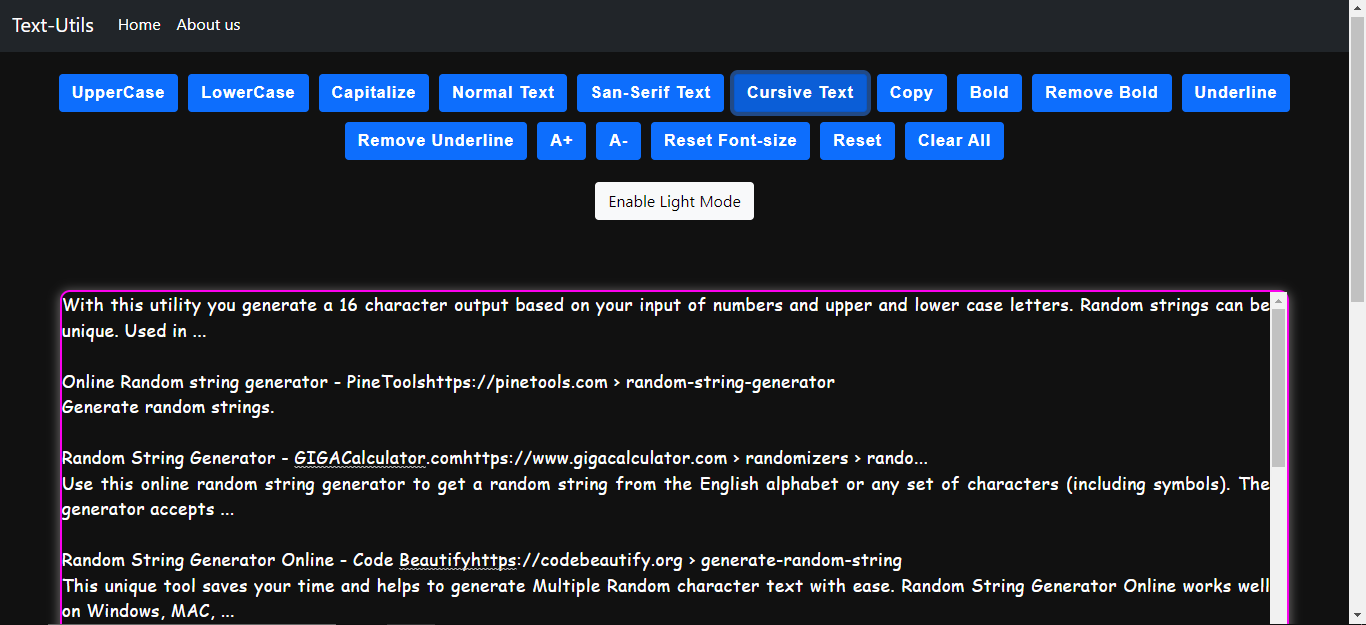 Text-Utils Home About us
UpperCase LowerCase Capitalize Normal Text San-Serif Text Cursive Text Copy Bold Remove Bold Underline
Remove Underline A+ A- Reset Font-size Reset Clear All
Enable Light Mode
With this utility you generate a 16 character output based on your input of numbers and upper and lower case letters. Random strings can be
unique. Used in ...
Online Random string generator - PineToolshttps://pinetools.com › random-string-generator
Generate random strings.
Random String Generator - GIGACalculator.comhttps://www.gigacalculator.com › randomizers › rando...
Use this online random string generator to get a random string from the English alphabet or any set of characters (including symbols). The
generator accepts ...
Random String Generator Online - Code Beautifyhttps://codebeautify.org › generate-random-string
This unique tool saves your time and helps to generate Multiple Random character text with ease. Random String Generator Online works well
on Windows, MAC, ...